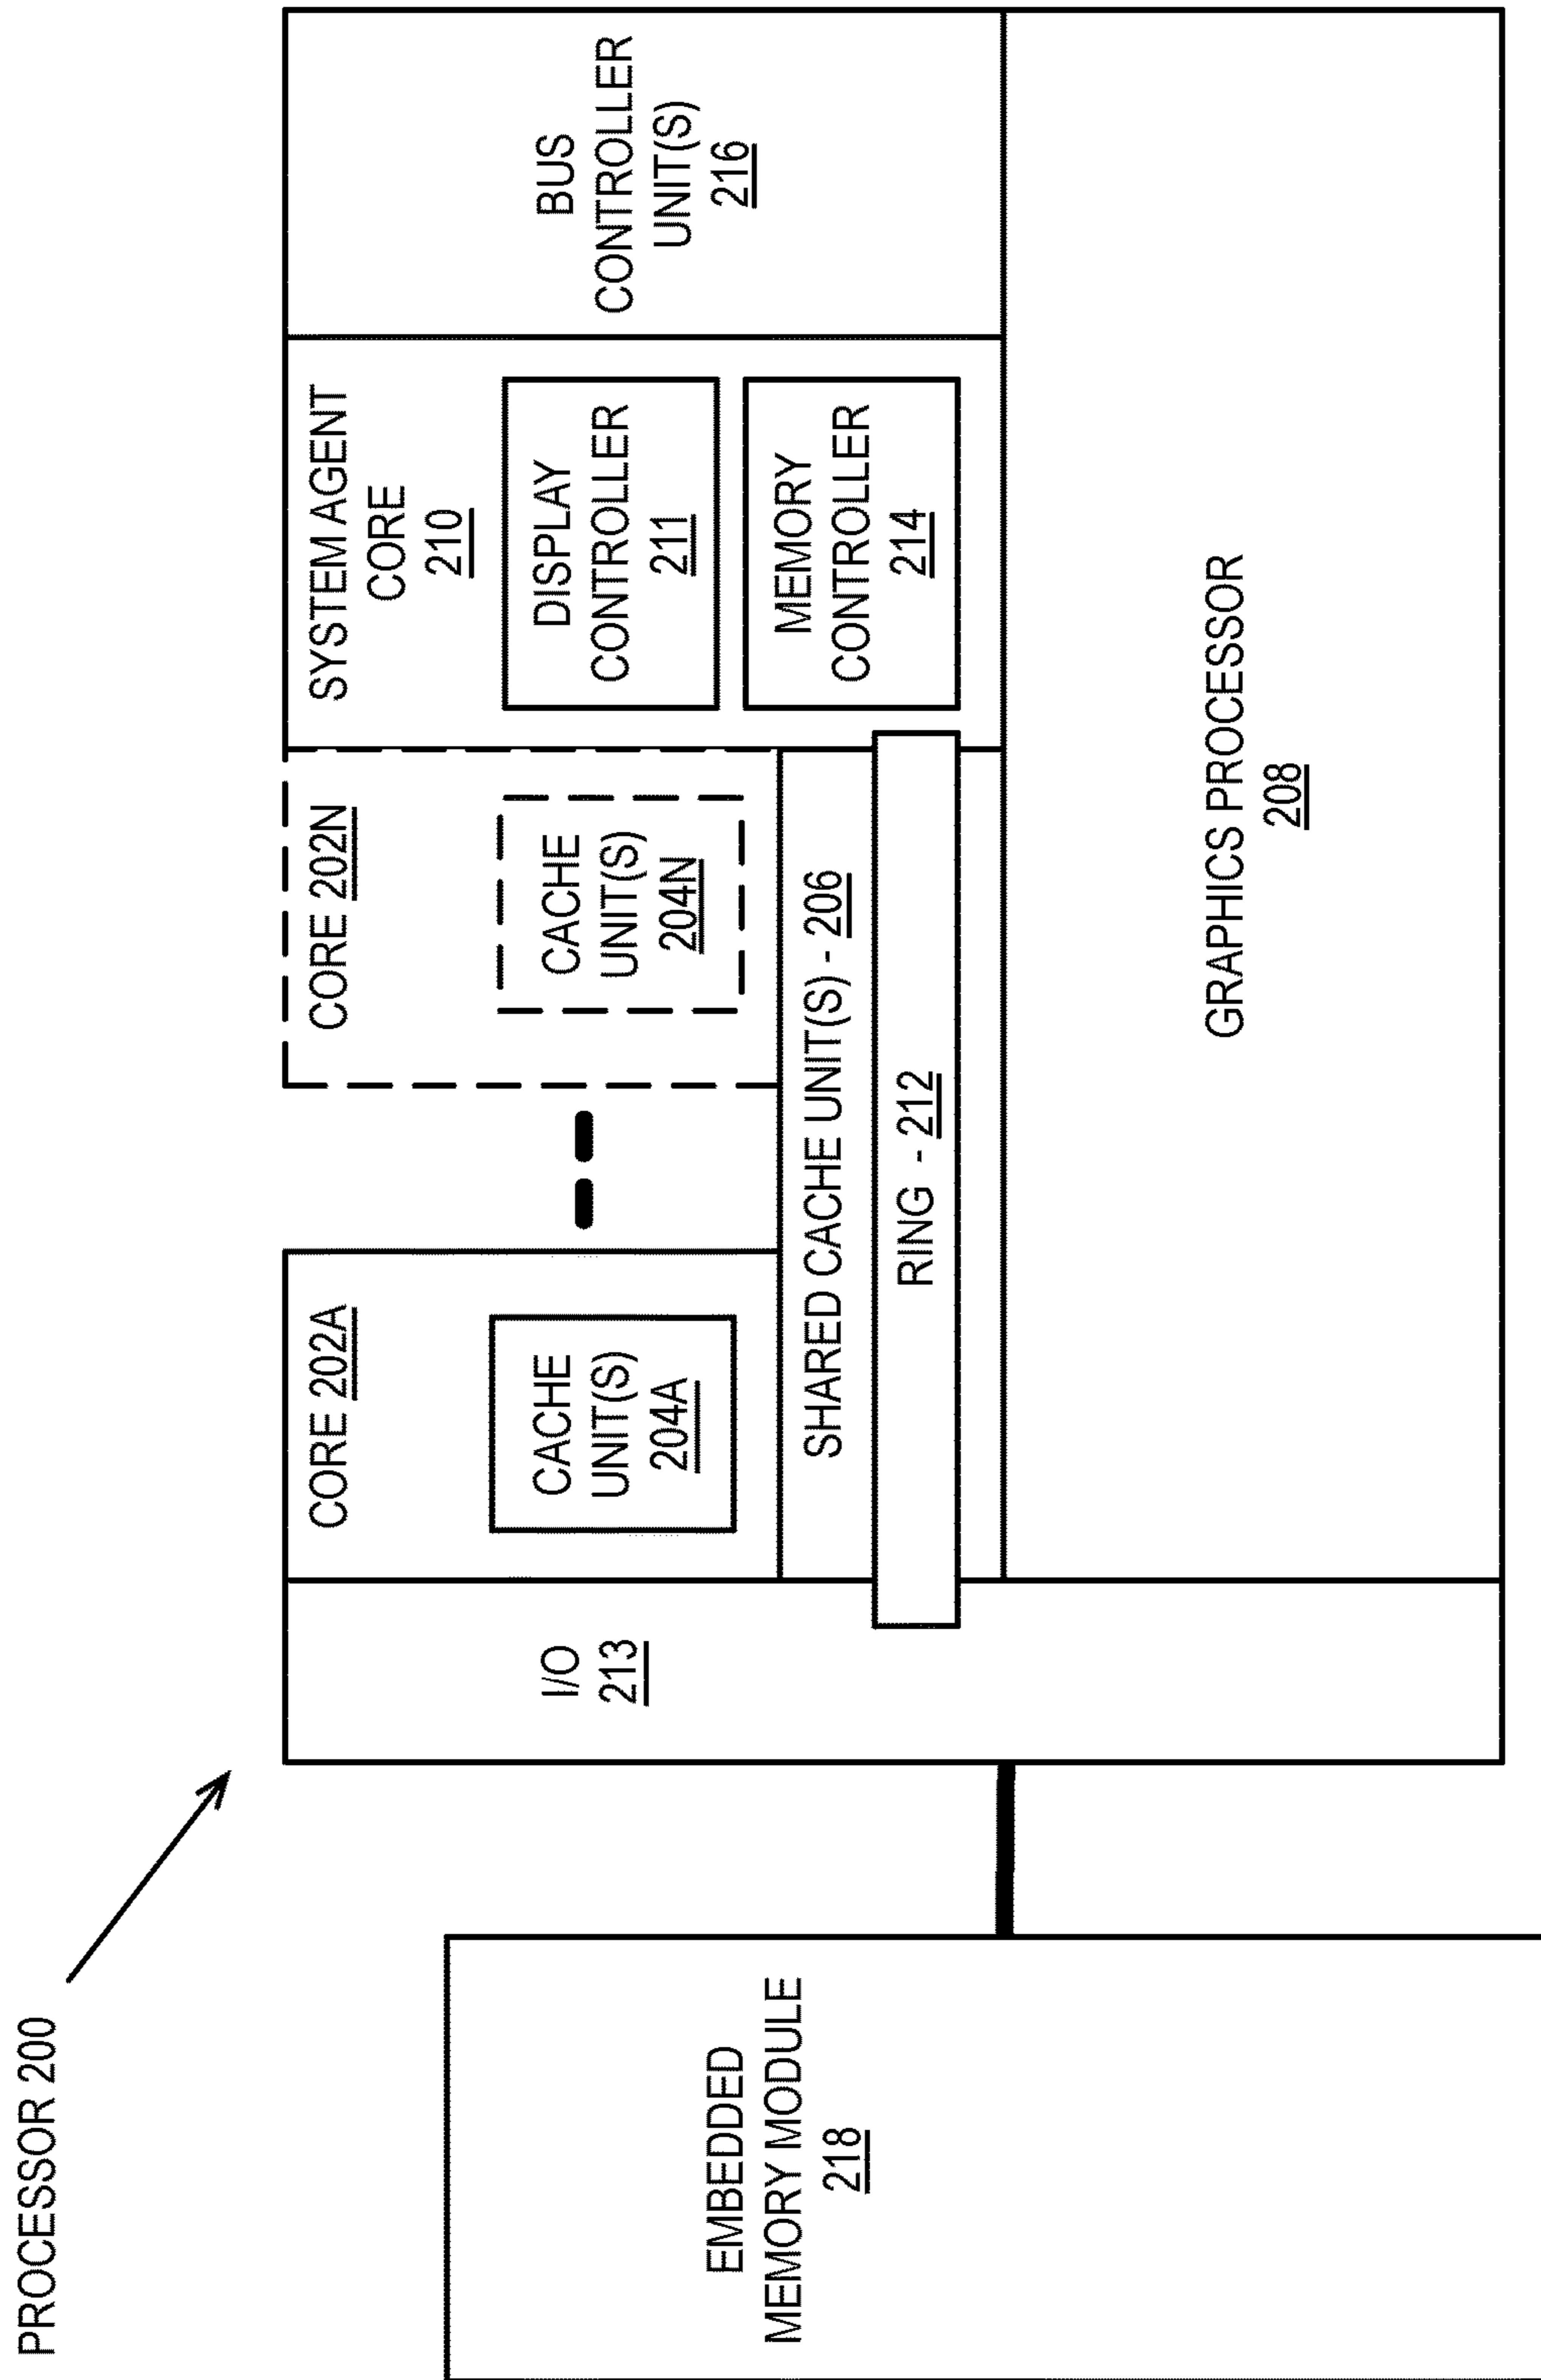 PROCESSOR 200
EMBEDDED
MEMORY MODULE
218
I/O
213
CORE 202A
CACHE
UNIT(S)
204A
CORE 202N
CACHE
UNIT(S)
204N
SHARED CACHE UNIT(S) - 206
RING - 212
SYSTEM AGENT
CORE
210
DISPLAY
CONTROLLER
211
MEMORY
CONTROLLER
214
BUS
CONTROLLER
UNIT(S)
216
GRAPHICS PROCESSOR
208